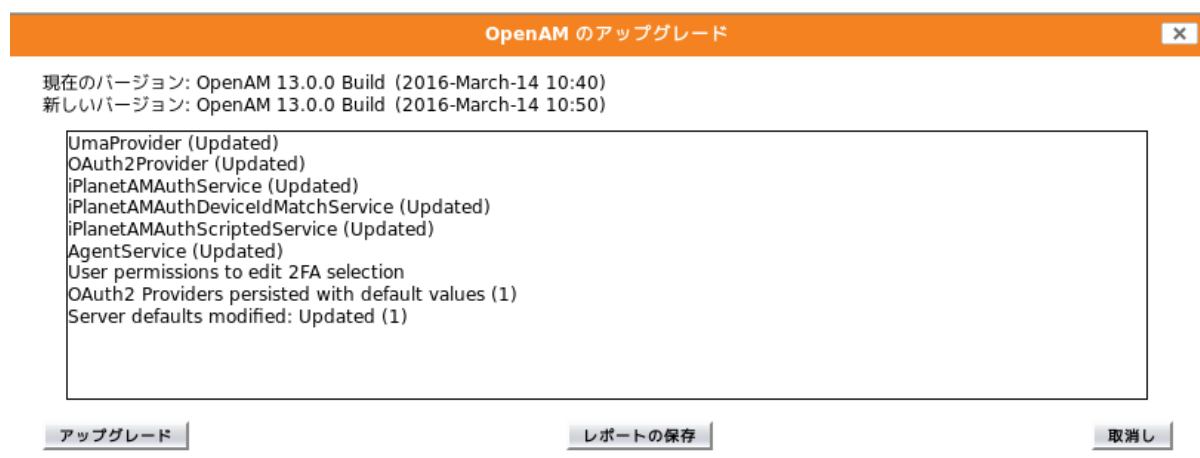 OpenAM のアップグレード
現在のバージョン: OpenAM 13.0.0 Build (2016-March-14 10:40)
新しいバージョン: OpenAM 13.0.0 Build (2016-March-14 10:50)
UmaProvider (Updated)
OAuth2Provider (Updated)
iPlanetAMAuthService (Updated)
iPlanetAMAuthDeviceIdMatchService (Updated)
iPlanetAMAuthScriptedService (Updated)
AgentService (Updated)
User permissions to edit 2FA selection
OAuth2 Providers persisted with default values (1)
Server defaults modified: Updated (1)
アップグレード レポートの保存 取消し